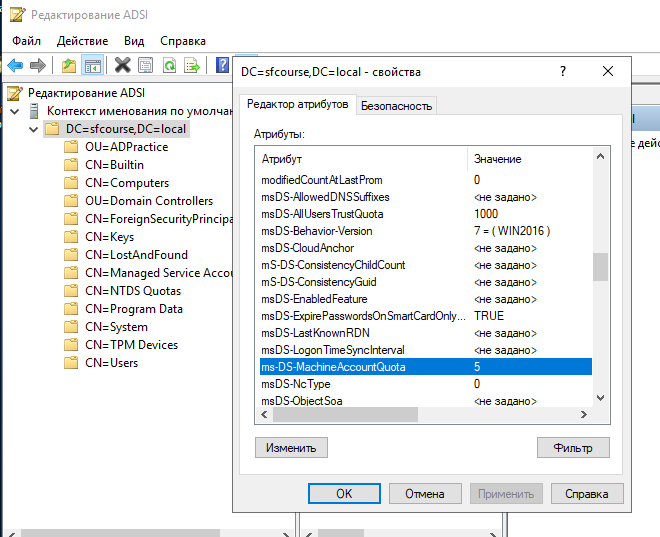 Редактирование ADSI
Файл Действие Вид Справка
Редактирование ADSI
Контекст именования по умолчан
DC=sfcourse,DC=local
OU=ADPractice
CN=Builtin
CN=Computers
OU=Domain Controllers
CN=ForeignSecurityPrincipa
CN=Keys
CN=LostAndFound
CN=Managed Service Accou
CN=NTDS Quotas
CN=Program Data
CN=System
CN=TPM Devices
CN=Users
DC=sfcourse,DC=local - свойства
Редактор атрибутов Безопасность
Атрибуты:
Атрибут Значение
modifiedCountAtLastProm 0
msDS-AllowedDNSSuffixes <не задано>
msDS-AllUsersTrustQuota 1000
msDS-Behavior-Version 7 = ( WIN2016 )
msDS-CloudAnchor <не задано>
mS-DS-ConsistencyChildCount <не задано>
mS-DS-ConsistencyGuid <не задано>
msDS-EnabledFeature <не задано>
msDS-ExpirePasswordsOnSmartCardOnly... TRUE
msDS-LastKnownRDN <не задано>
msDS-LogonTimeSyncInterval <не задано>
ms-DS-MachineAccountQuota 5
msDS-NcType 0
msDS-ObjectSoa <не задано>
Изменить Фильтр
OK Отмена Применить Справка
е дейс